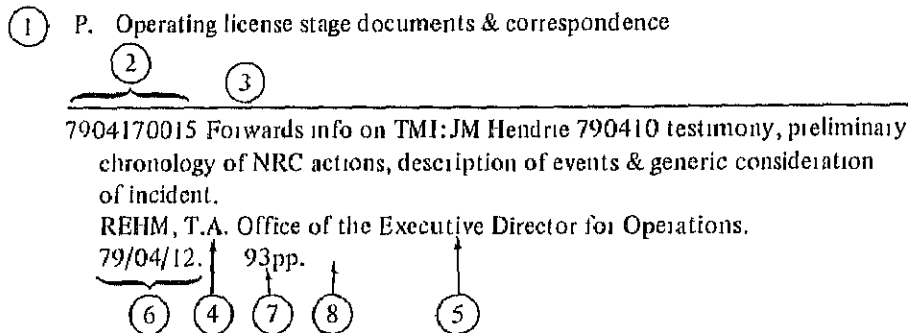 1 P. Operating license stage documents & correspondence
2 3
7904170015 Forwards info on TMI:JM Hendrie 790410 testimony, preliminary
chronology of NRC actions, description of events & generic consideration
of incident.
REHM, T.A. Office of the Executive Director for Operations.
79/04/12. 93pp.
6 4 7 8 5